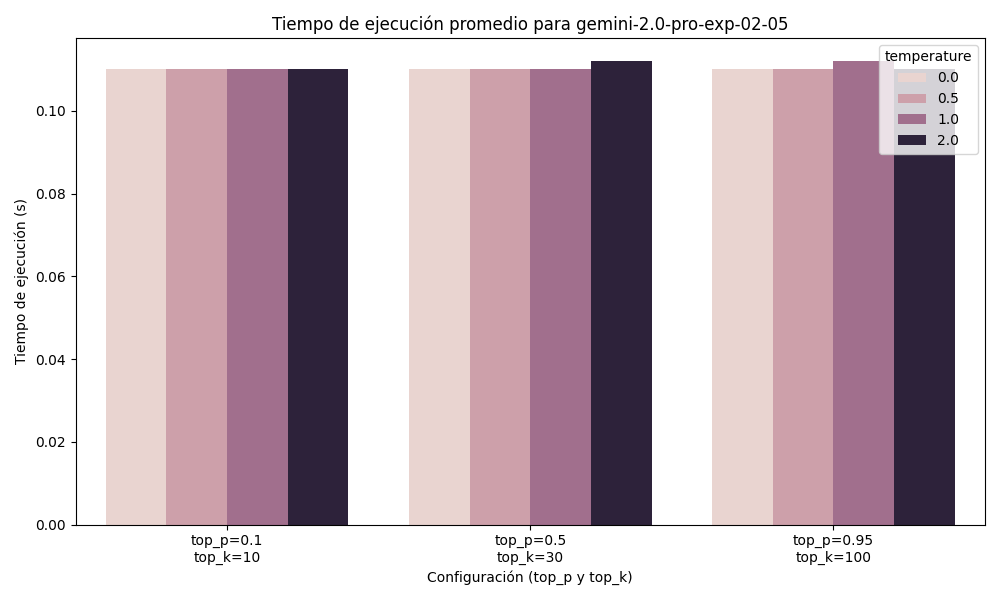 Tiempo de ejecución promedio para gemini-2.0-pro-exp-02-05
temperature
0.0
0.5
1.0
2.0
Tiempo de ejecución (s)
0.10
0.08
0.06
0.04
0.02
0.00
top_p=0.1
top_k=10
top_p=0.5
top_k=30
top_p=0.95
top_k=100
Configuración (top_p y top_k)